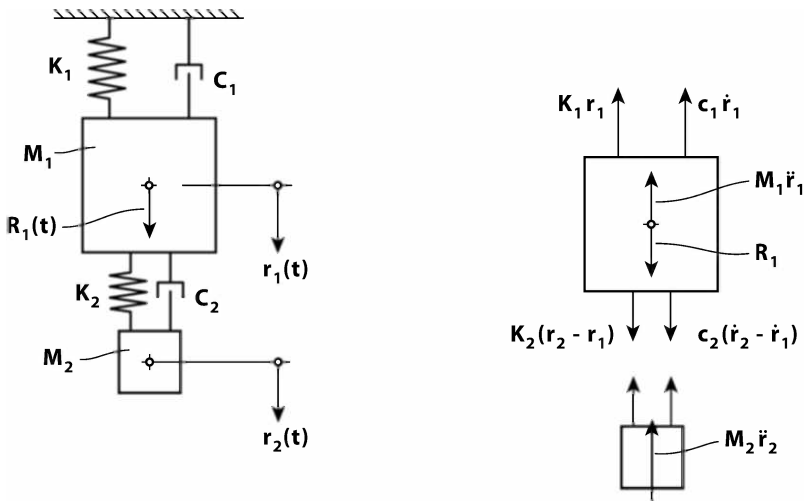 K₁
C₁
M₁
R₁(t)
r₁(t)
K₂
C₂
M₂
r₂(t)
K₁r₁
c₁ṙ₁
M₁r̈₁
R₁
K₂(r₂ - r₁)
c₂(ṙ₂ - ṙ₁)
M₂r̈₂